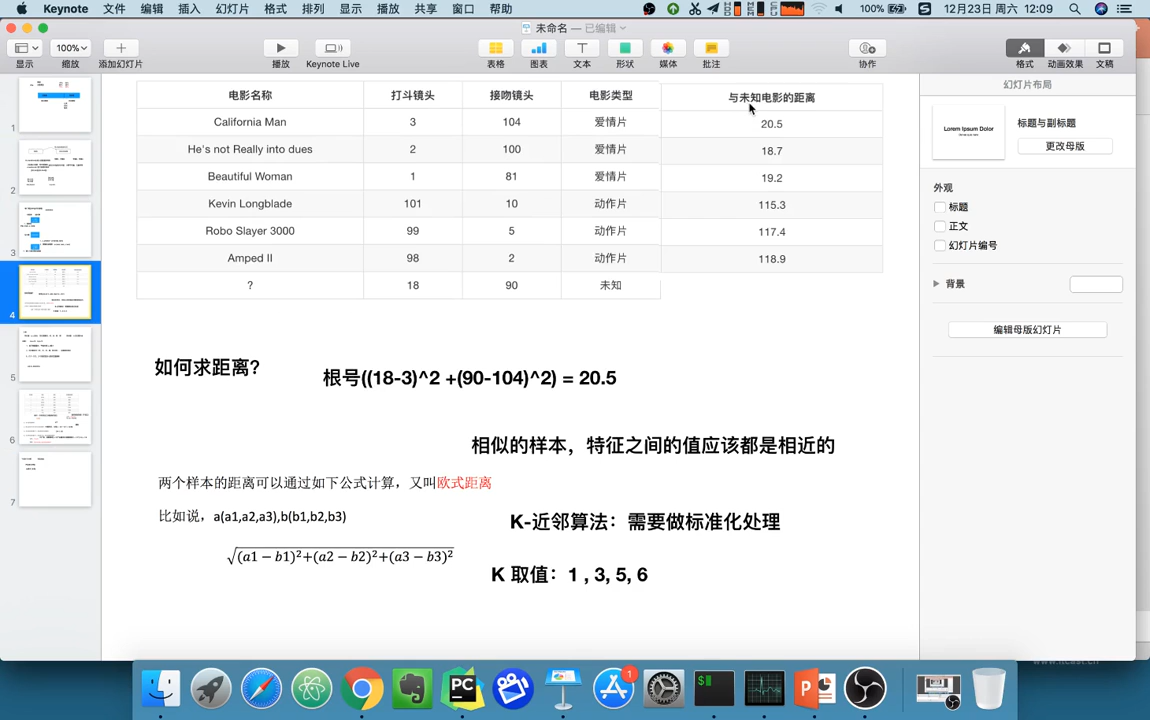 Keynote 文件 编辑 插入 幻灯片 格式 排列 显示 播放 共享 窗口 帮助 100% 12月23日 周六 12:09
未命名 — 已编辑
100%
显示 缩放 添加幻灯片 播放 Keynote Live 表格 图表 文本 形状 媒体 批注 协作 格式 动画效果 文稿
幻灯片布局
Lorem Ipsum Dolor
标题与副标题
更改母版
外观
标题
正文
幻灯片编号
背景
编辑母版幻灯片
1
2
3
4
5
6
7
电影名称 打斗镜头 接吻镜头 电影类型 与未知电影的距离
California Man 3 104 爱情片 20.5
He's not Really into dues 2 100 爱情片 18.7
Beautiful Woman 1 81 爱情片 19.2
Kevin Longblade 101 10 动作片 115.3
Robo Slayer 3000 99 5 动作片 117.4
Amped II 98 2 动作片 118.9
? 18 90 未知
如何求距离?
根号((18-3)^2 +(90-104)^2) = 20.5
相似的样本，特征之间的值应该都是相近的
两个样本的距离可以通过如下公式计算，又叫欧式距离
比如说，a(a1,a2,a3),b(b1,b2,b3)
√(a1 − b1)²+(a2 − b2)²+(a3 − b3)²
K-近邻算法：需要做标准化处理
K 取值：1 , 3, 5, 6
PC
1
$
P